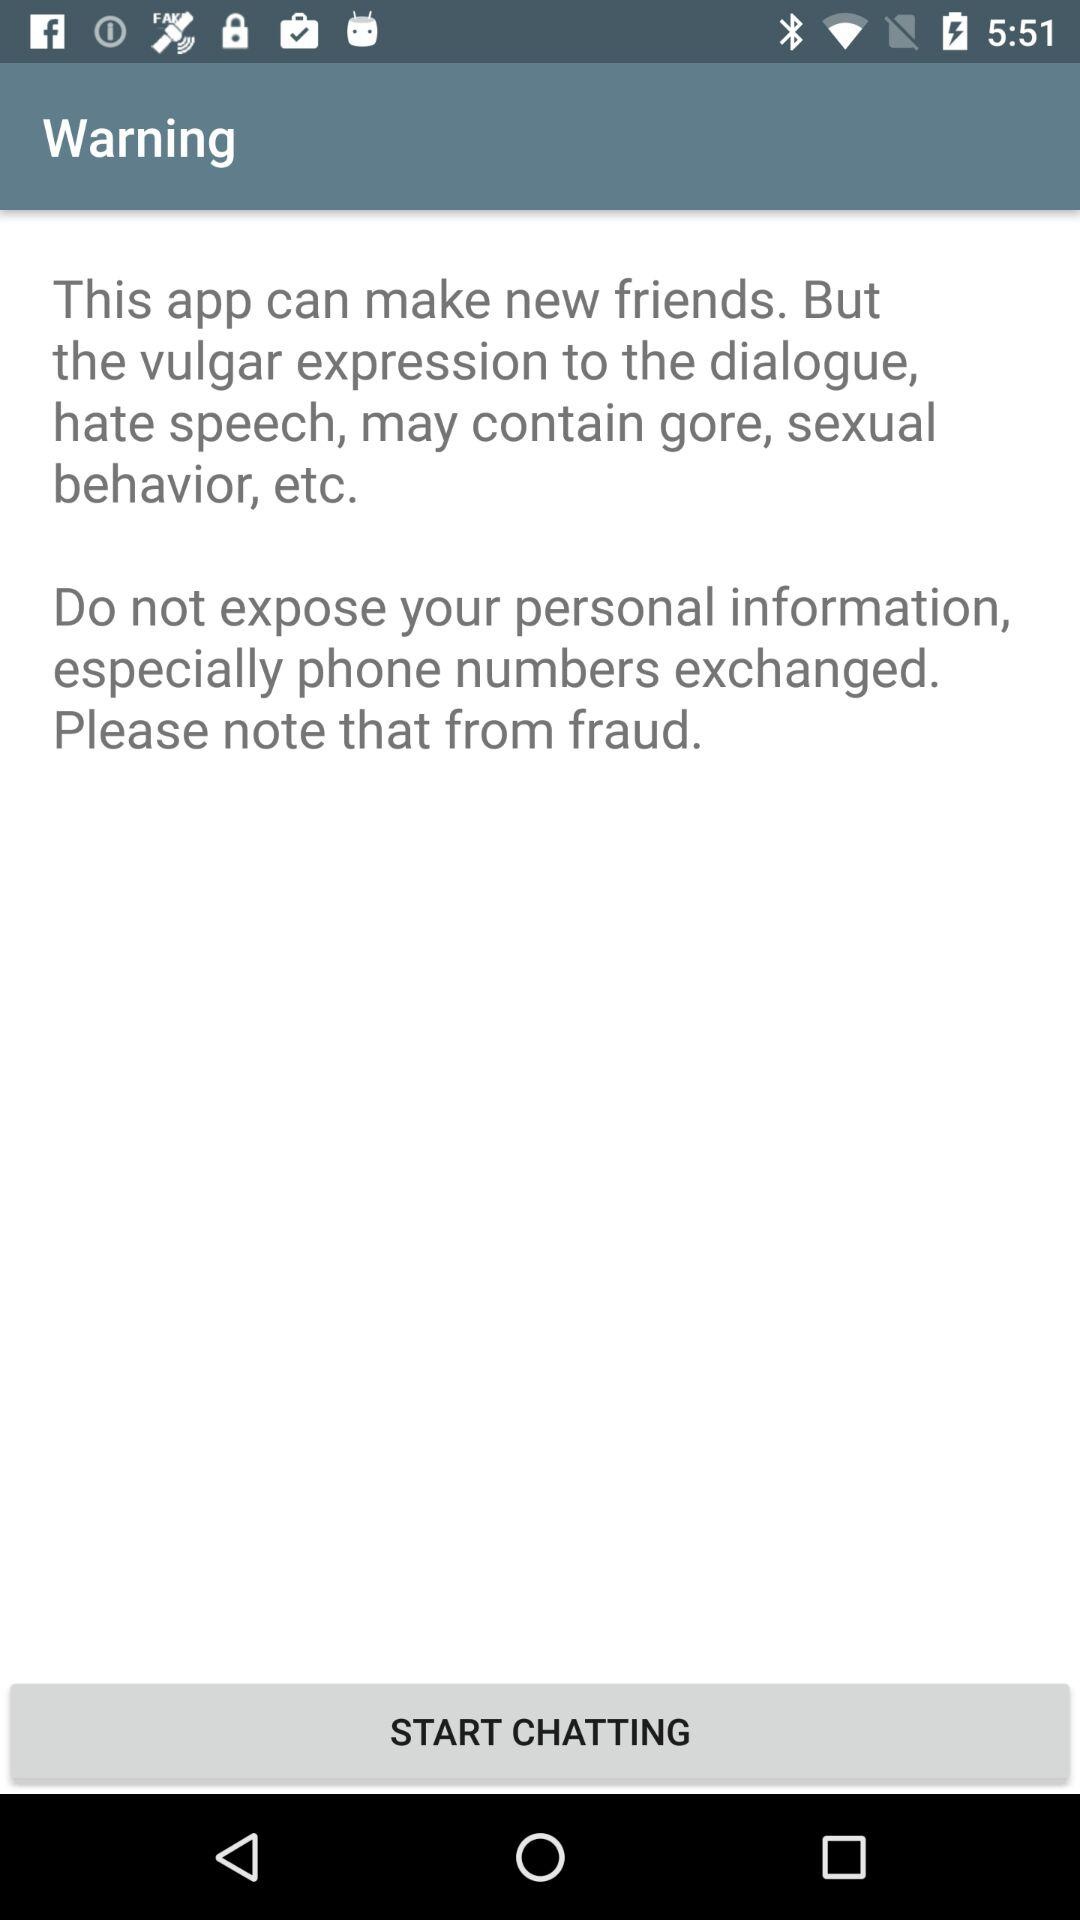 FAKE
5:51
Warning
This app can make new friends. But
the vulgar expression to the dialogue,
hate speech, may contain gore, sexual
behavior, etc.
Do not expose your personal information,
especially phone numbers exchanged.
Please note that from fraud.
START CHATTING